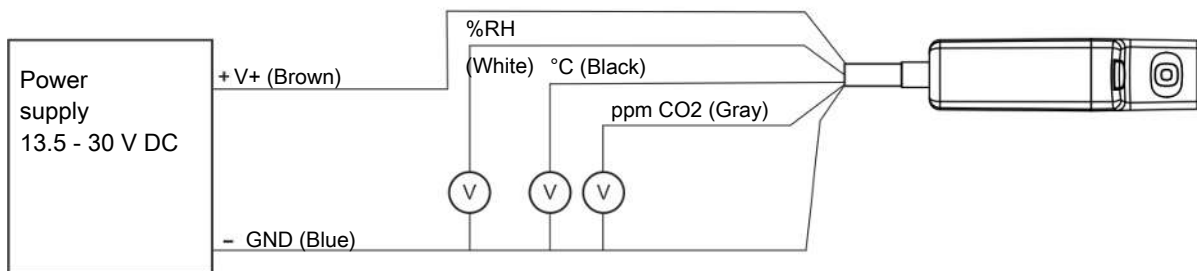 %RH
(White) °C (Black)
Power
supply
13.5 - 30 V DC
+ V+ (Brown)
ppm CO2 (Gray)
V V V
- GND (Blue)